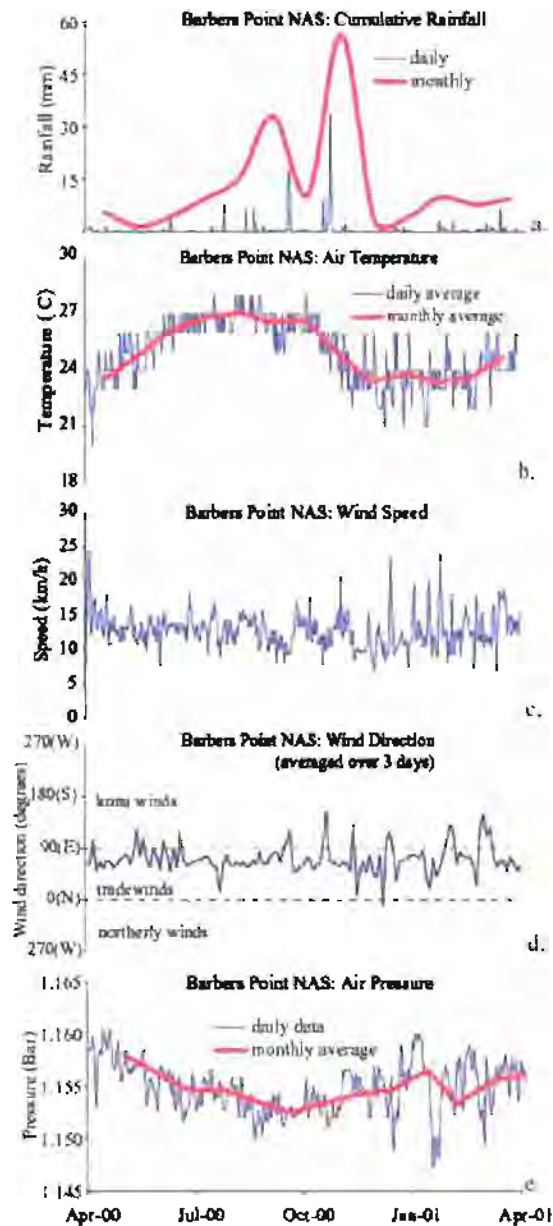 Barbers Point NAS: Cumulative Rainfall
60
45
30
15
Rainfall (mm)
daily
monthly
a
Barbers Point NAS: Air Temperature
30
27
24
21
18
Temperature (C)
daily average
monthly average
b.
Barbers Point NAS: Wind Speed
30
25
20
15
10
5
0
Speed (km/h)
c.
Barbers Point NAS: Wind Direction
(averaged over 3 days)
270(W)
180(S)
90(E)
0(N)
270(W)
Wind direction (degrees)
kona winds
tradewinds
northerly winds
d.
Barbers Point NAS: Air Pressure
1.165
1.160
1.155
1.150
1.145
Pressure (Bar)
daily data
monthly average
e
Apr-00 Jul-00 Oct-00 Jan-01 Apr-01